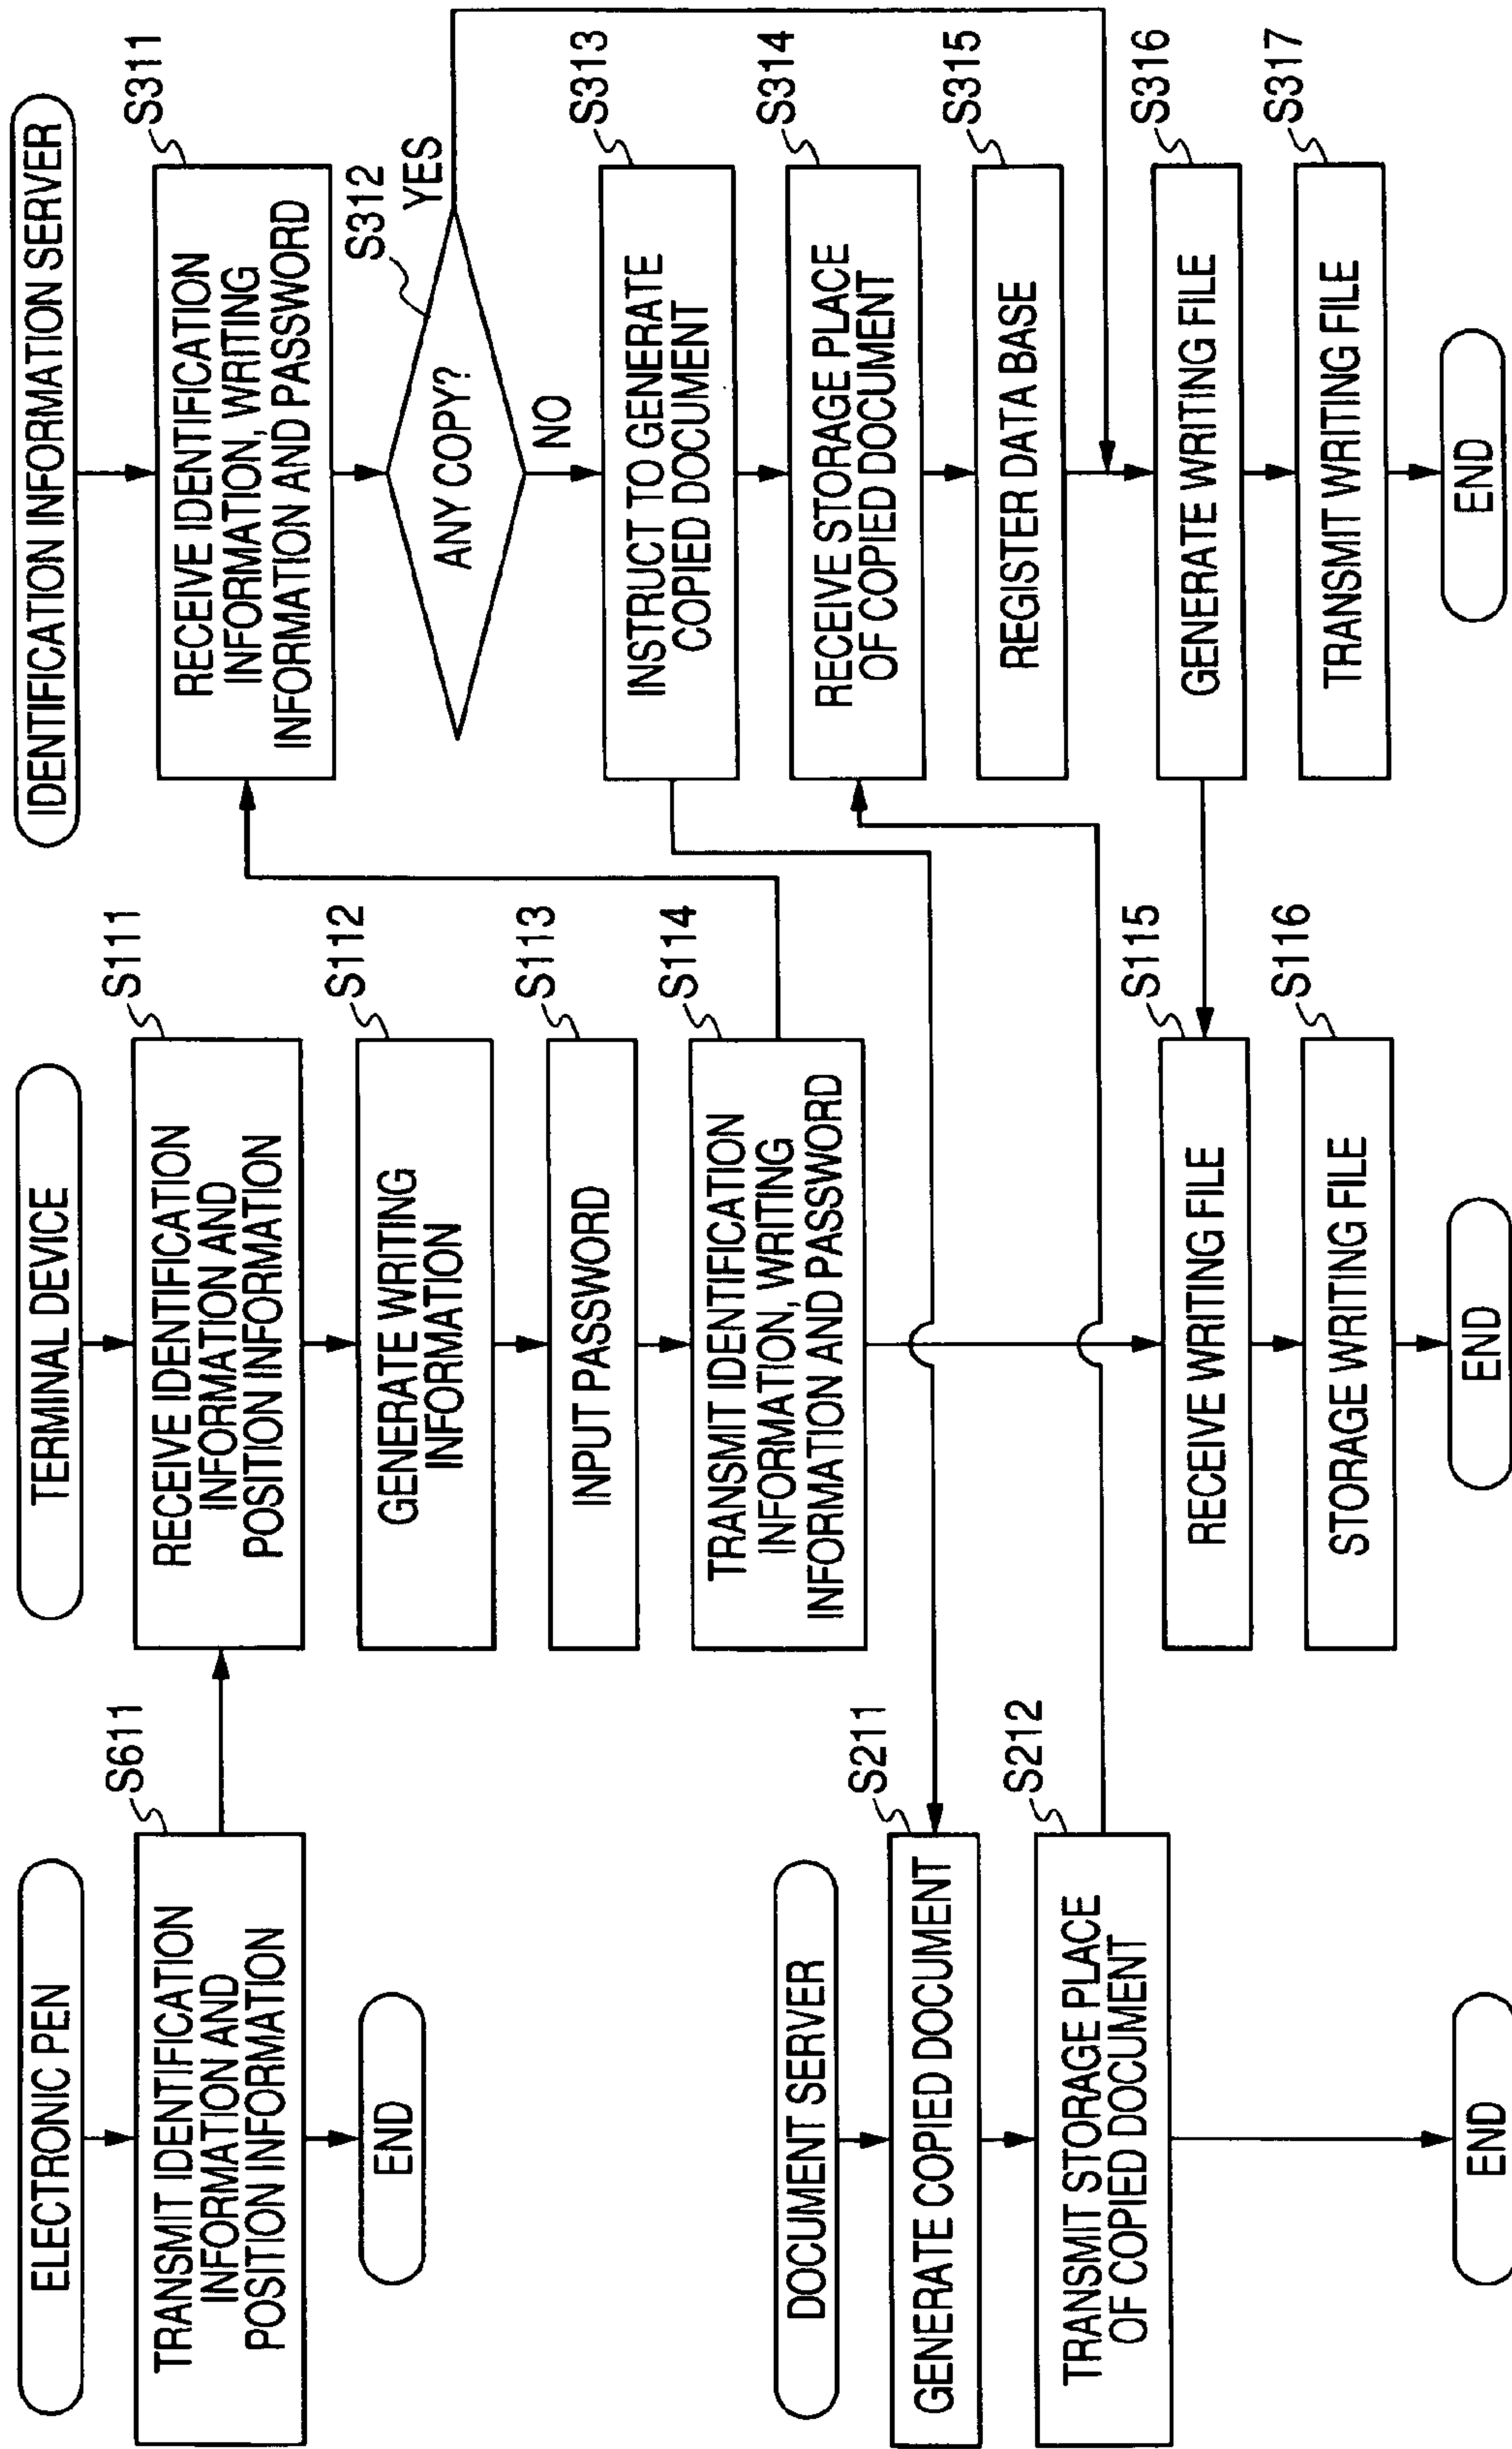 ELECTRONIC PEN
S611
TRANSMIT IDENTIFICATION
INFORMATION AND
POSITION INFORMATION
END
DOCUMENT SERVER
S211
GENERATE COPIED DOCUMENT
S212
TRANSMIT STORAGE PLACE
OF COPIED DOCUMENT
END
TERMINAL DEVICE
S111
RECEIVE IDENTIFICATION
INFORMATION AND
POSITION INFORMATION
S112
GENERATE WRITING
INFORMATION
S113
INPUT PASSWORD
S114
TRANSMIT IDENTIFICATION
INFORMATION, WRITING
INFORMATION AND PASSWORD
S115
RECEIVE WRITING FILE
S116
STORAGE WRITING FILE
END
IDENTIFICATION INFORMATION SERVER
S311
RECEIVE IDENTIFICATION
INFORMATION, WRITING
INFORMATION AND PASSWORD
S312
YES
ANY COPY?
NO
S313
INSTRUCT TO GENERATE
COPIED DOCUMENT
S314
RECEIVE STORAGE PLACE
OF COPIED DOCUMENT
S315
REGISTER DATA BASE
S316
GENERATE WRITING FILE
S317
TRANSMIT WRITING FILE
END